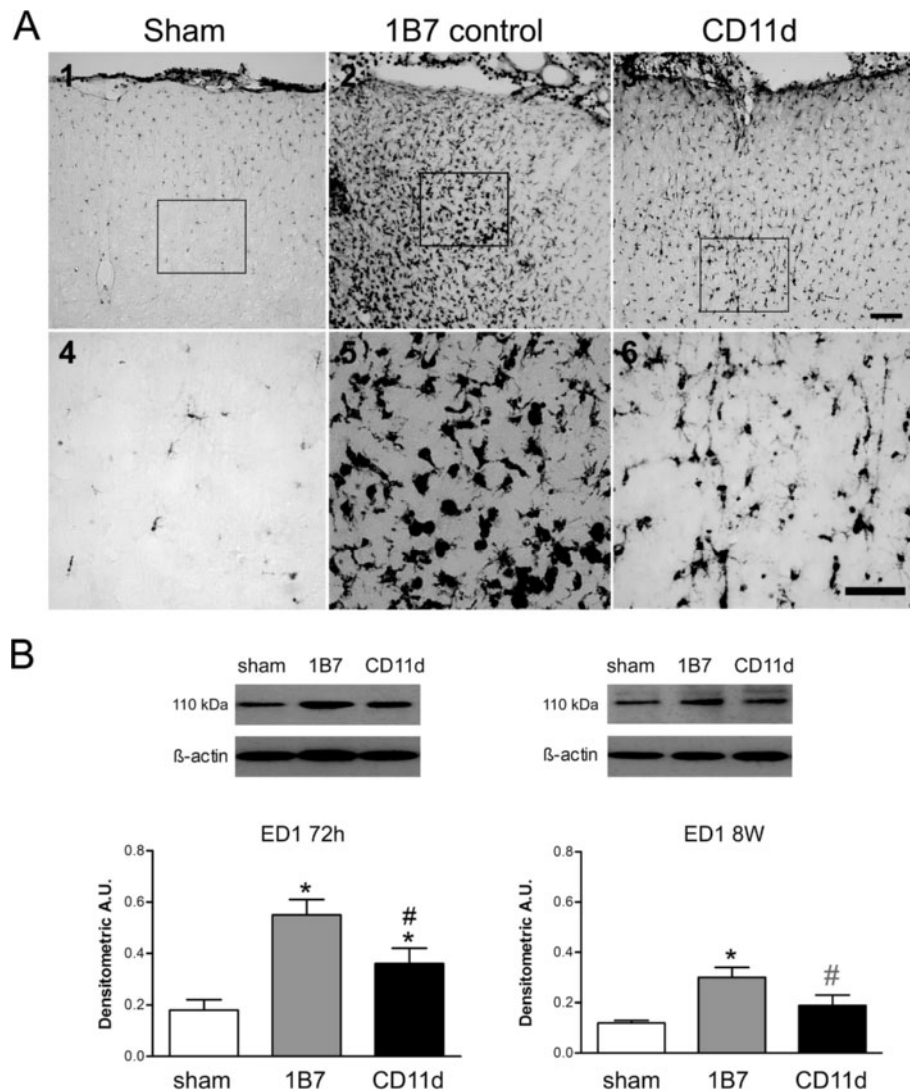 A
Sham 1B7 control CD11d
1 2
4 5 6
B
sham 1B7 CD11d
110 kDa
ß-actin
sham 1B7 CD11d
110 kDa
ß-actin
ED1 72h
Densitometric A.U.
0.8
0.6
0.4
0.2
0.0
*
#
*
sham 1B7 CD11d
ED1 8W
Densitometric A.U.
0.8
0.6
0.4
0.2
0.0
*
#
sham 1B7 CD11d